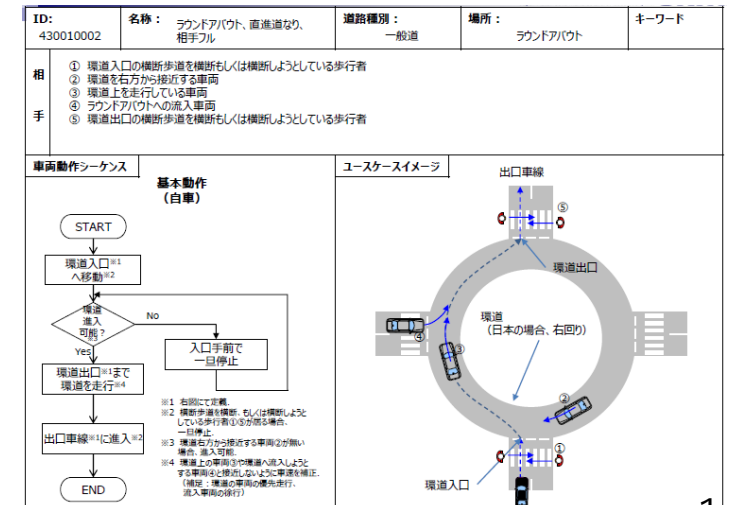 ID:
430010002
名称：
ラウンドアバウト、直進道なり、
相手フル
道路種別：
一般道
場所：
ラウンドアバウト
キーワード
相
手
① 環道入口の横断歩道を横断もしくは横断しようとしている歩行者
② 環道を右方から接近する車両
③ 環道上を走行している車両
④ ラウンドアバウトへの流入車両
⑤ 環道出口の横断歩道を横断もしくは横断しようとしている歩行者
車両動作シーケンス
基本動作
（自車）
START
環道入口※1
へ移動※2
環道
進入
可能？
※3
No
Yes
入口手前で
一旦停止
環道出口※1まで
環道を走行※4
出口車線※1に進入※2
END
※1 右図にて定義.
※2 横断歩道を横断、もしくは横断しようと
している歩行者①⑤が居る場合、
一旦停止.
※3 環道右方から接近する車両②が無い
場合、進入可能.
※4 環道上の車両③や環道へ流入しようと
する車両④と接近しないように車速を補正.
（補足：環道の車両の優先走行、
流入車両の徐行）
ユースケースイメージ
出口車線
⑤
環道出口
環道
（日本の場合、右回り）
④
③
②
①
環道入口
1